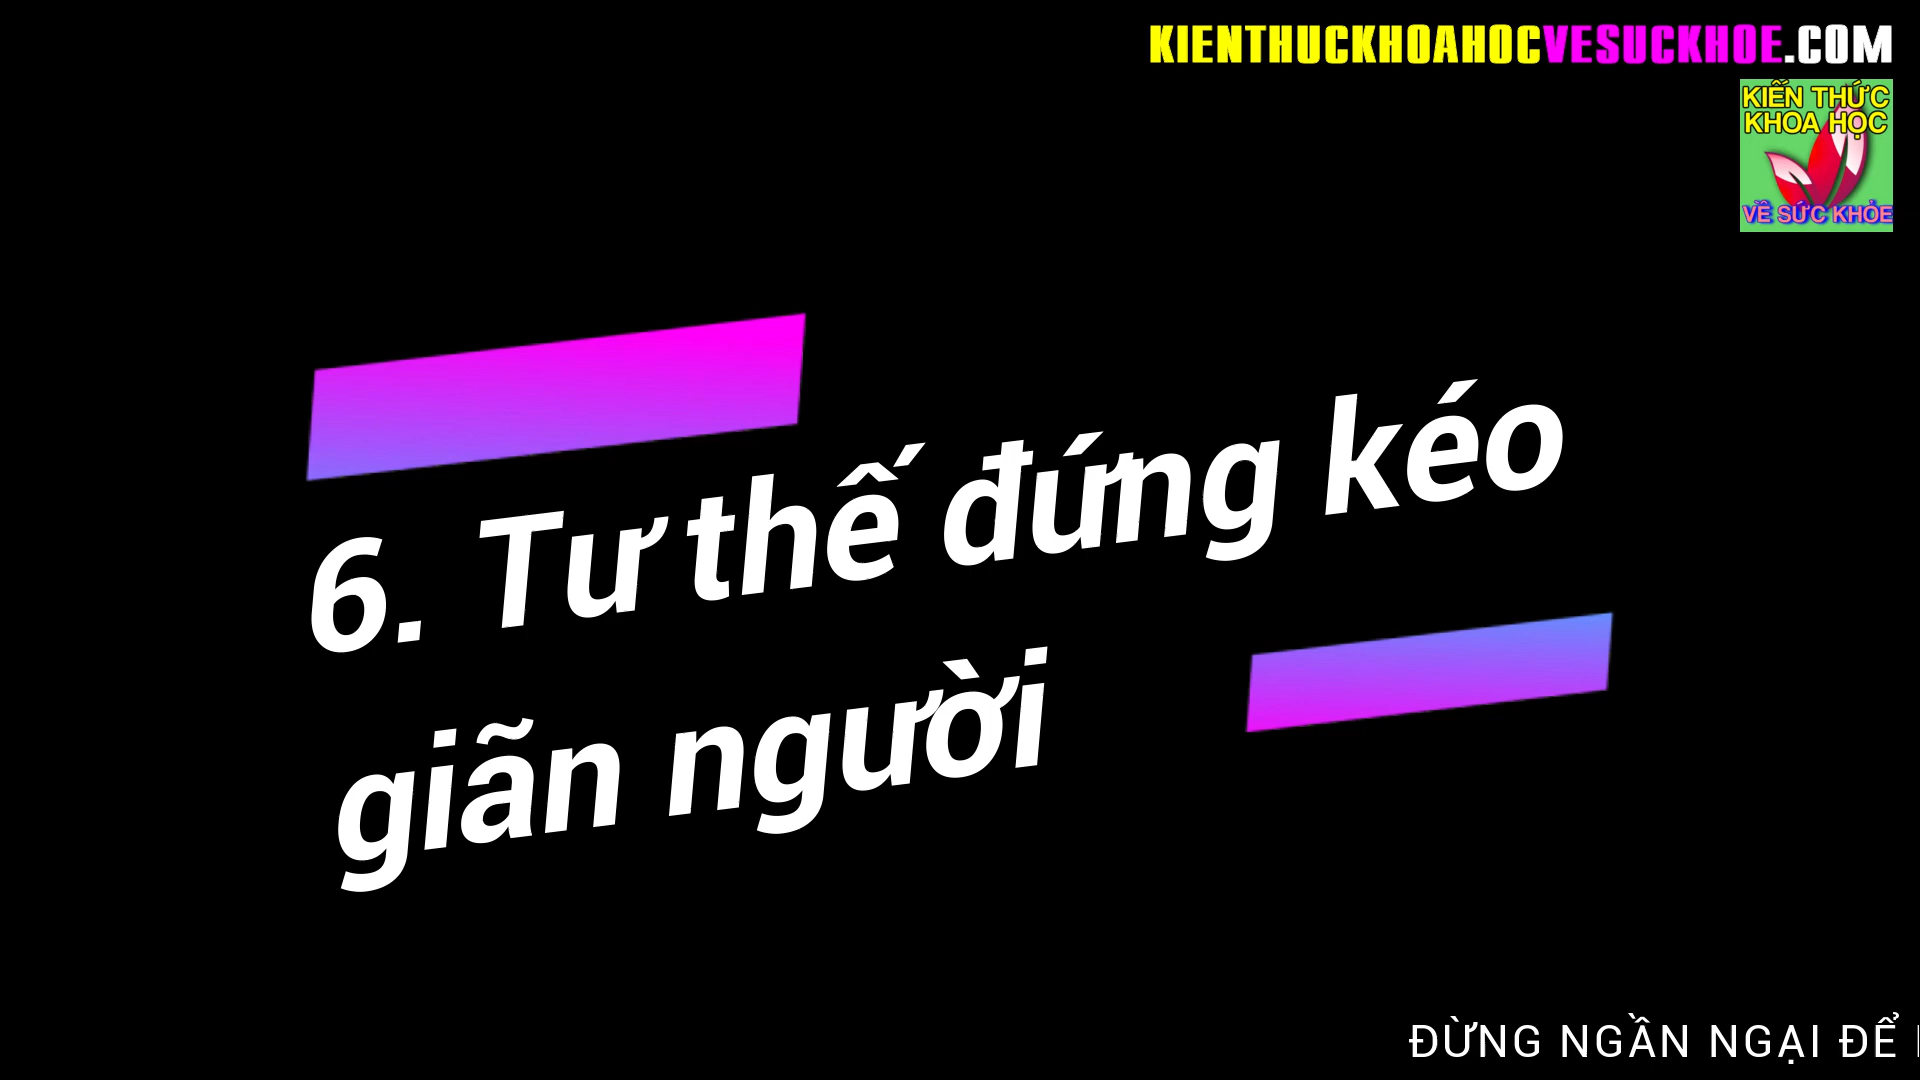 KIENTHUCKHOAHOCVESUCKHOE.COM
KIẾN THỨC
KHOA HỌC
VỀ SỨC KHỎE
6. Tư thế đứng kéo
giãn người
ĐỪNG NGẦN NGẠI ĐỂ